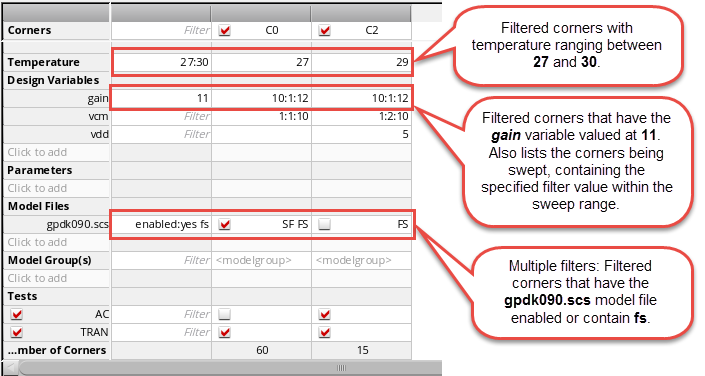 Corners Filter C0 C2
Temperature 27:30 27 29
Design Variables
gain 11 10:1:12 10:1:12
vcm Filter 1:1:10 1:2:10
vdd Filter 5
Click to add
Parameters
Click to add
Model Files
gpdk090.scs enabled:yes fs SF FS FS
Click to add
Model Group(s) Filter <modelgroup> <modelgroup>
Click to add
Tests
AC Filter
TRAN Filter
...mber of Corners 60 15
Filtered corners with
temperature ranging between
27 and 30.
Filtered corners that have the
gain variable valued at 11.
Also lists the corners being
swept, containing the
specified filter value within the
sweep range.
Multiple filters: Filtered
corners that have the
gpdk090.scs model file
enabled or contain fs.